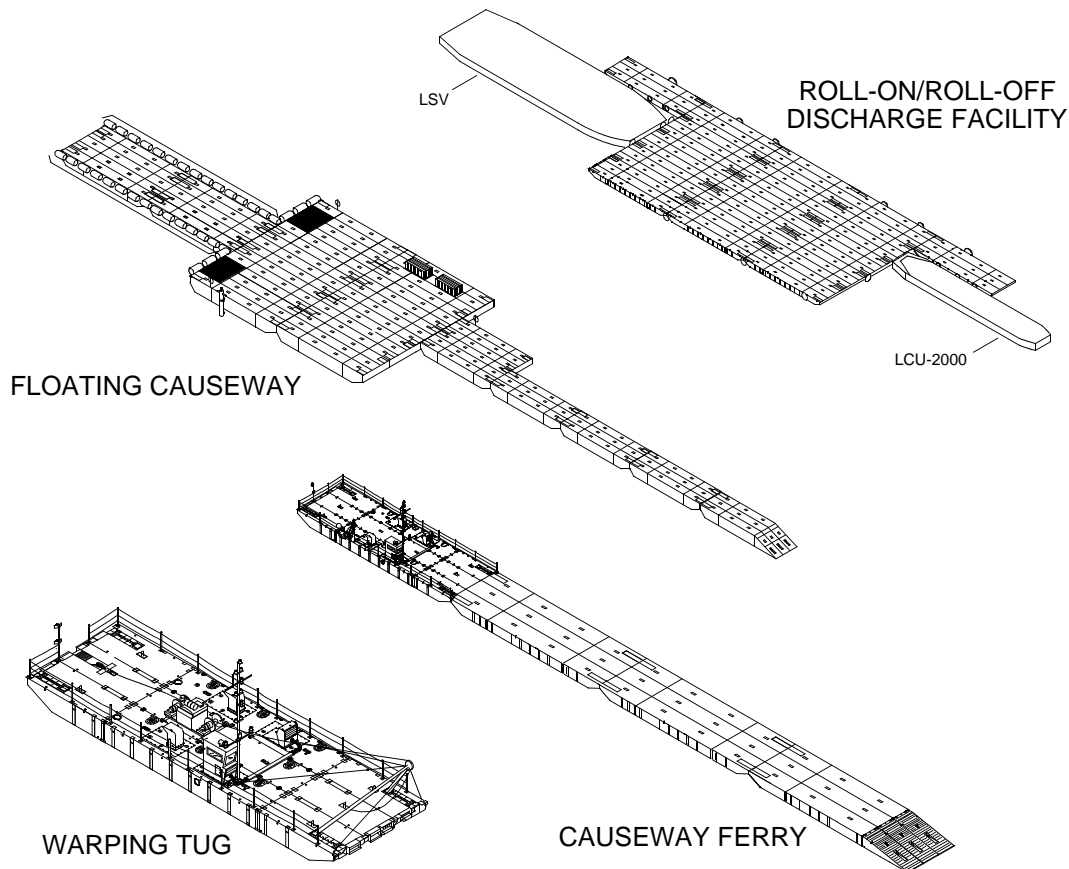 LSV
ROLL-ON/ROLL-OFF
DISCHARGE FACILITY
LCU-2000
FLOATING CAUSEWAY
WARPING TUG
CAUSEWAY FERRY